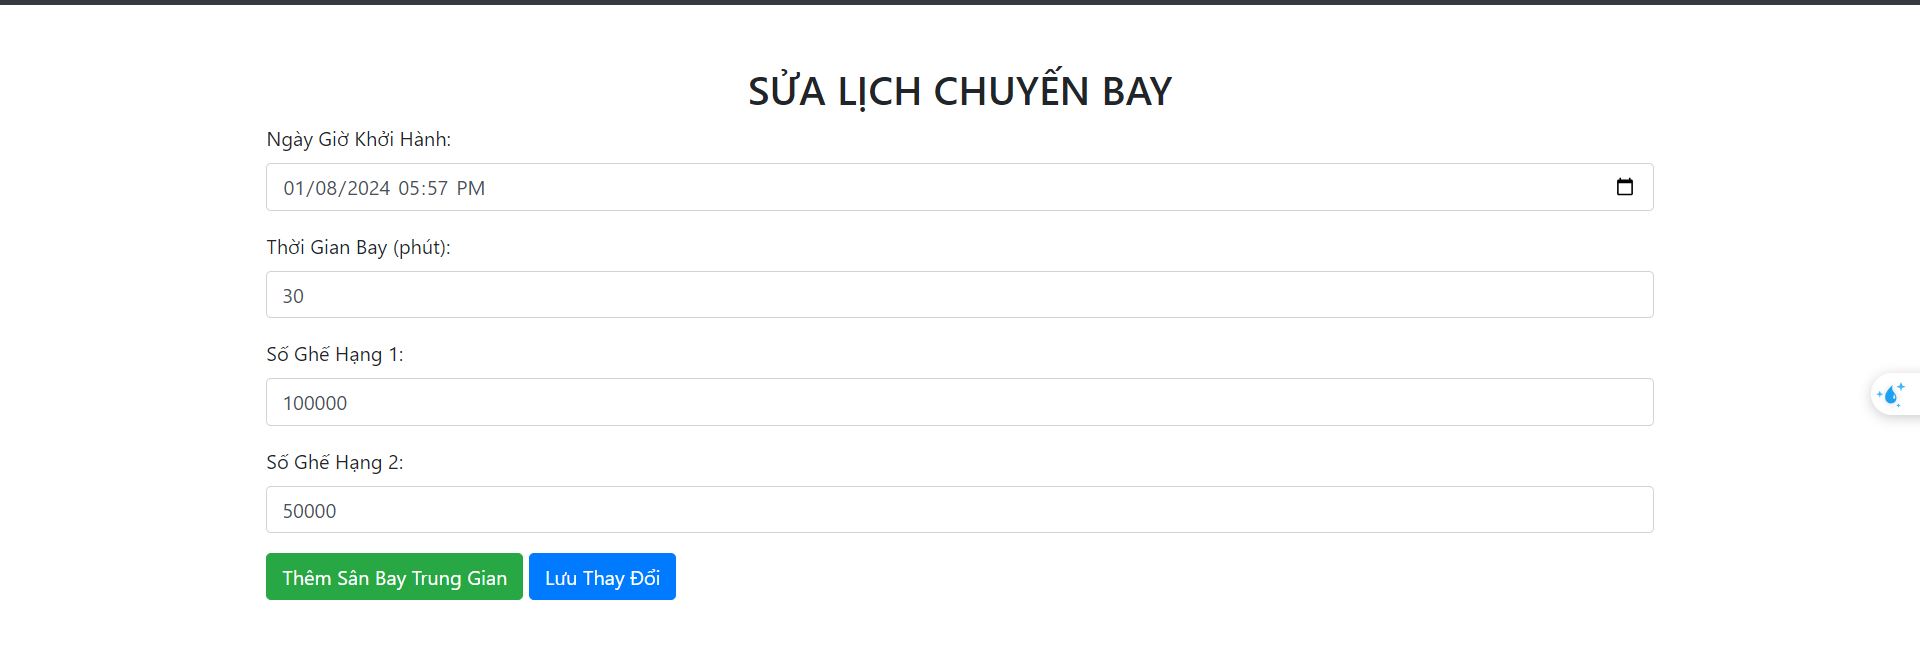 SỬA LỊCH CHUYẾN BAY
Ngày Giờ Khởi Hành:
01/08/2024 05:57 PM
Thời Gian Bay (phút):
30
Số Ghế Hạng 1:
100000
Số Ghế Hạng 2:
50000
Thêm Sân Bay Trung Gian
Lưu Thay Đổi